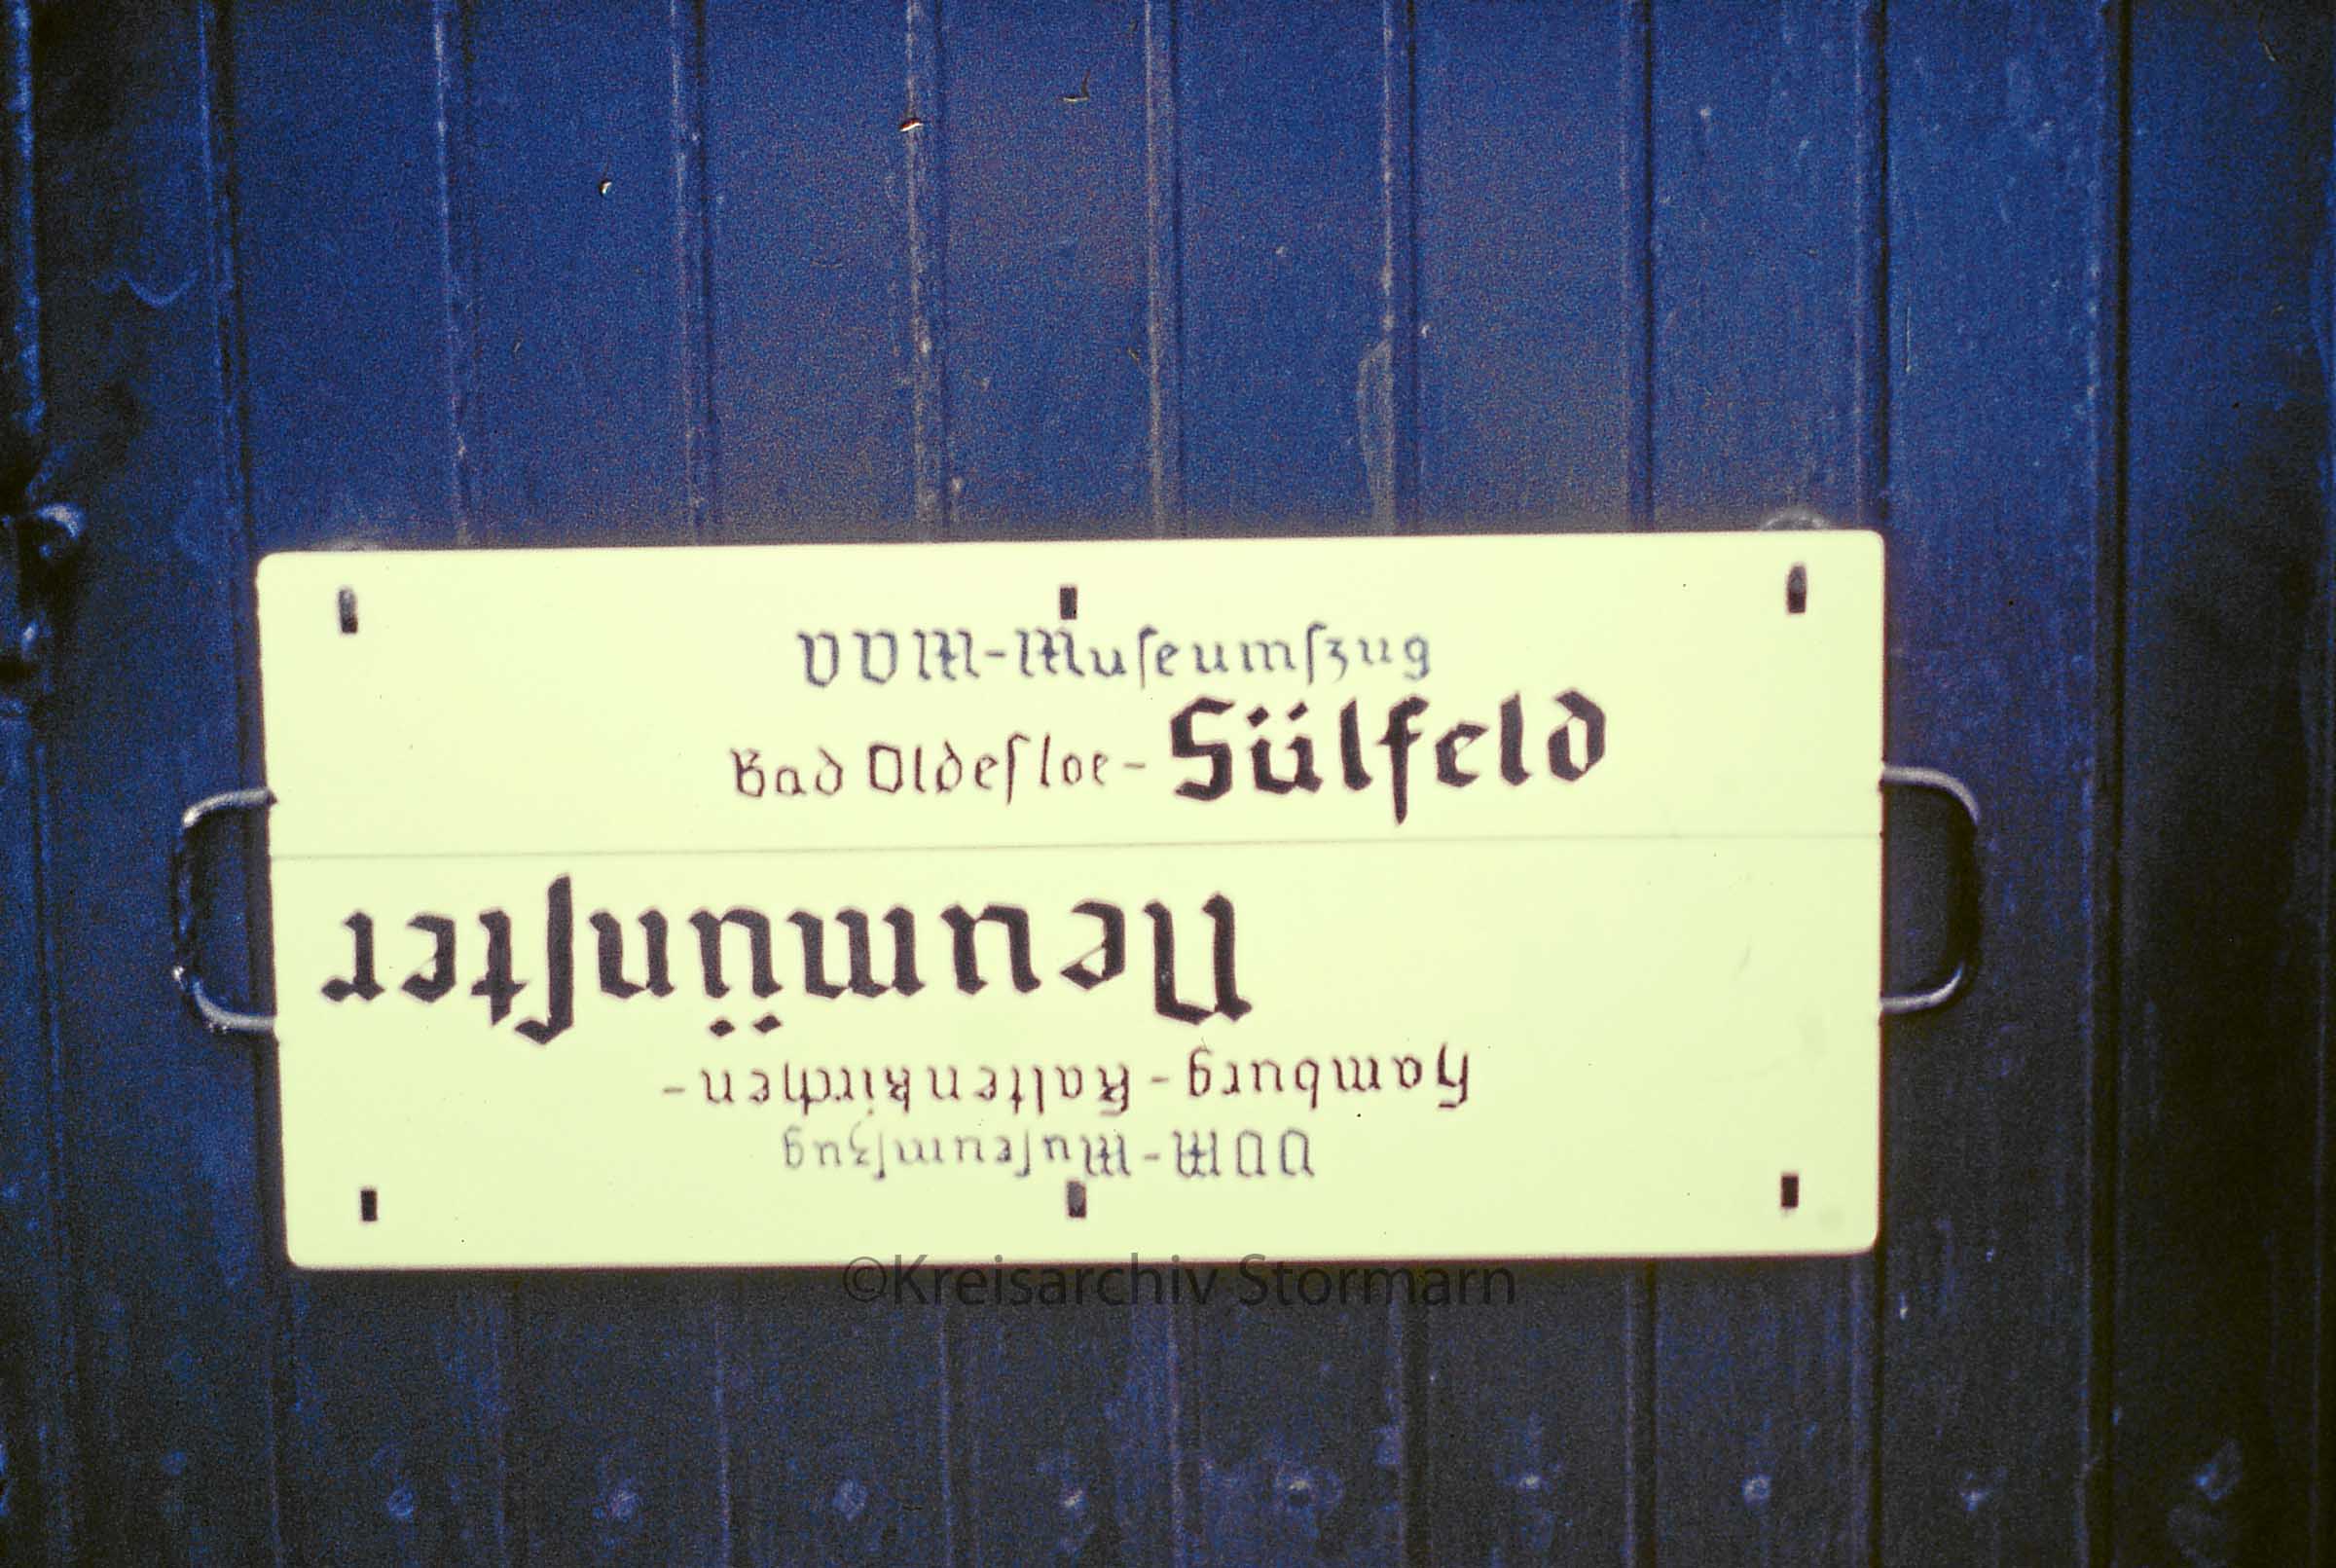 VVM-Muſeumſzug
Bad Oldeſloe-Sülfeld
VVM-Muſeumſzug
Hamburg-Kaltenkirchen-
Neumünſter
©Kreisarchiv Stormarn